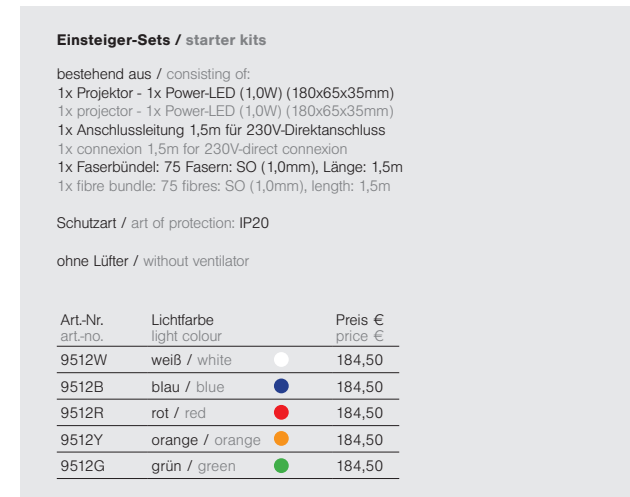 Einsteiger-Sets / starter kits
bestehend aus / consisting of:
1x Projektor - 1x Power-LED (1,0W) (180x65x35mm)
1x projector - 1x Power-LED (1,0W) (180x65x35mm)
1x Anschlussleitung 1,5m für 230V-Direktanschluss
1x connexion 1,5m for 230V-direct connexion
1x Faserbündel: 75 Fasern: SO (1,0mm), Länge: 1,5m
1x fibre bundle: 75 fibres: SO (1,0mm), length: 1,5m
Schutzart / art of protection: IP20
ohne Lüfter / without ventilator
Art.-Nr. Lichtfarbe Preis €
art.-no. light colour price €
9512W weiß / white 184,50
9512B blau / blue 184,50
9512R rot / red 184,50
9512Y orange / orange 184,50
9512G grün / green 184,50